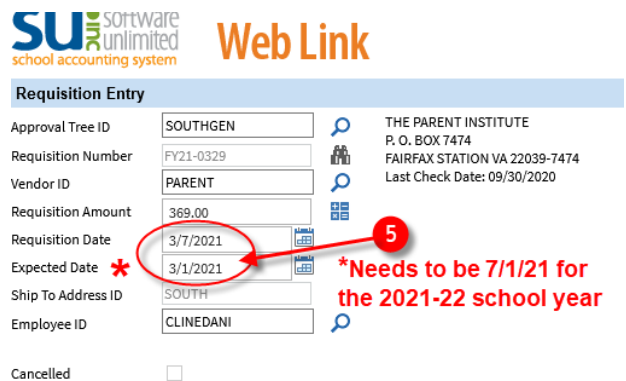 SUinc software
unlimited
school accounting system
Web Link
Requisition Entry
Approval Tree ID SOUTHGEN
THE PARENT INSTITUTE
P. O. BOX 7474
Requisition Number FY21-0329
FAIRFAX STATION VA 22039-7474
Vendor ID PARENT
Last Check Date: 09/30/2020
Requisition Amount 369.00
Requisition Date 3/7/2021
5
Expected Date * 3/1/2021
*Needs to be 7/1/21 for
the 2021-22 school year
Ship To Address ID SOUTH
Employee ID CLINEDANI
Cancelled